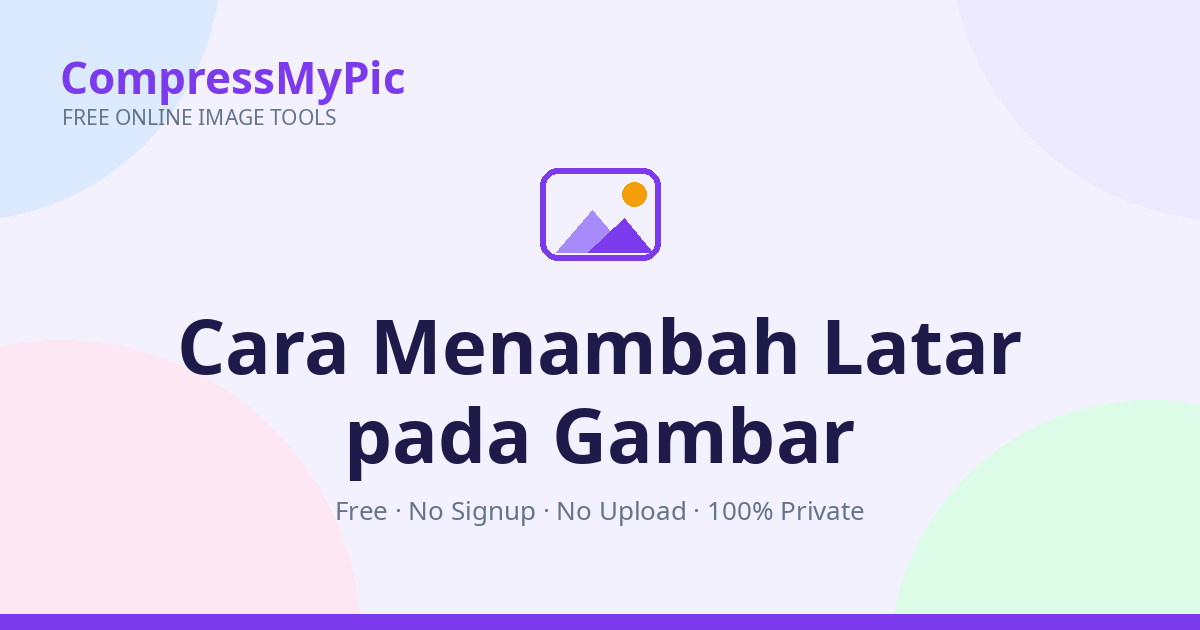 CompressMyPic
FREE ONLINE IMAGE TOOLS
Cara Menambah Latar
pada Gambar
Free · No Signup · No Upload · 100% Private